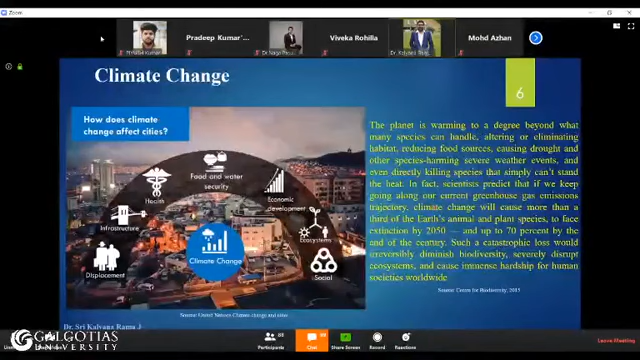 Zoom
Pradeep Kumar'...
Viveka Rohilla
Mohd Azhan
Climate Change
6
How does climate
change affect cities?
Food and water
security
Health
Economic
development
Infrastructure
Ecosystems
Climate Change
Displacement
Social
The planet is warming to a degree beyond what
many species can handle, altering or eliminating
habitat, reducing food sources, causing drought and
other species-harming severe weather events, and
even directly killing species that simply can't stand
the heat. In fact, scientists predict that if we keep
going along our current greenhouse gas emissions
trajectory, climate change will cause more than a
third of the Earth's animal and plant species, to face
extinction by 2050 — and up to 70 percent by the
end of the century. Such a catastrophic loss would
irreversibly diminish biodiversity, severely disrupt
ecosystems, and cause immense hardship for human
societies worldwide
Source: United Nations Climate change and cities
Dr. Sri Kalyana Rama J
GALGOTIAS
UNIVERSITY
Participants
Chat
Share Screen
Record
Reactions
Leave Meeting